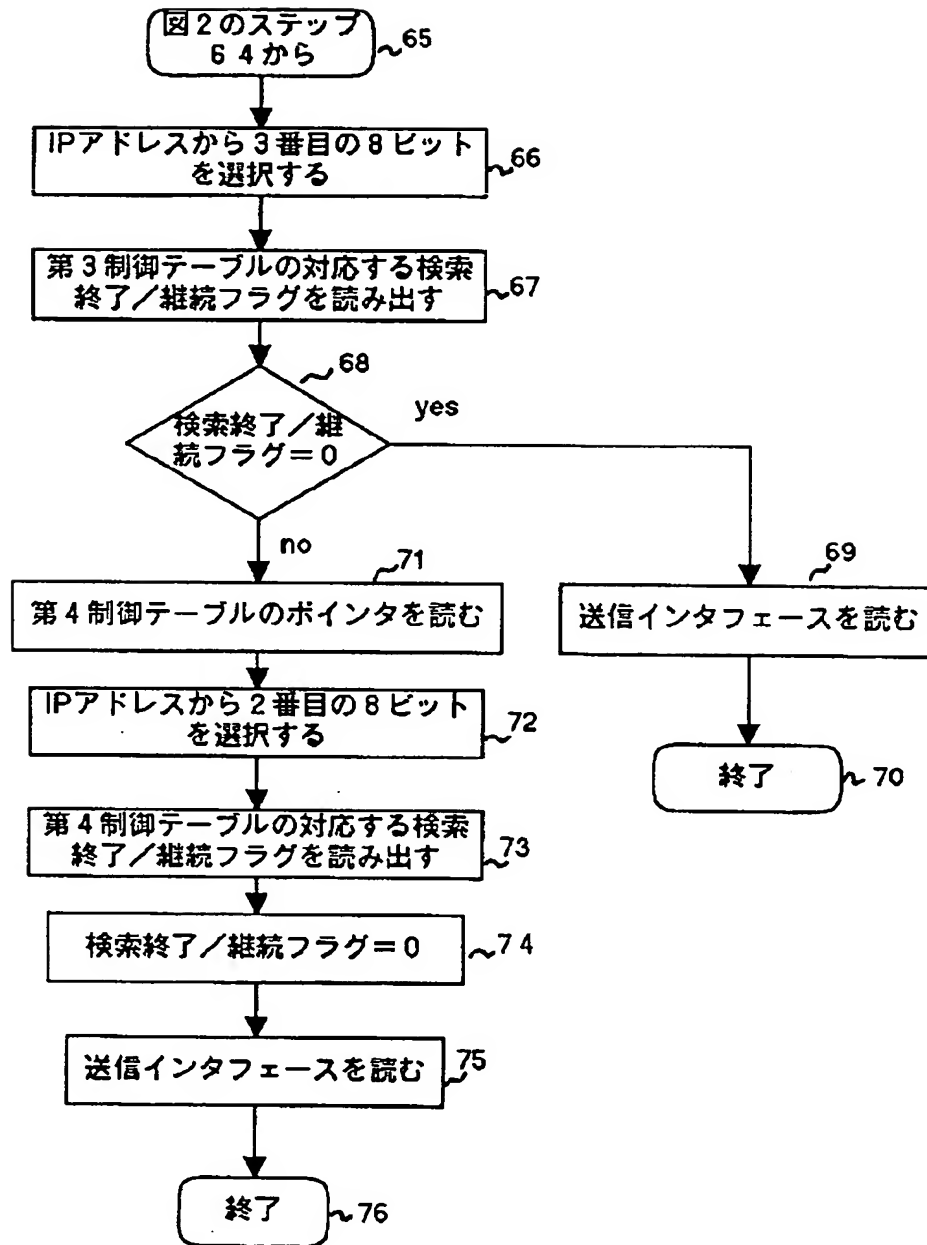 図2のステップ
64から
65
IPアドレスから3番目の8ビット
を選択する
66
第3制御テーブルの対応する検索
終了/継続フラグを読み出す
67
68
検索終了/継
続フラグ=0
yes
no
71
第4制御テーブルのポインタを読む
69
送信インタフェースを読む
IPアドレスから2番目の8ビット
を選択する
72
終了
70
第4制御テーブルの対応する検索
終了/継続フラグを読み出す
73
検索終了/継続フラグ=0
74
送信インタフェースを読む
75
終了
76